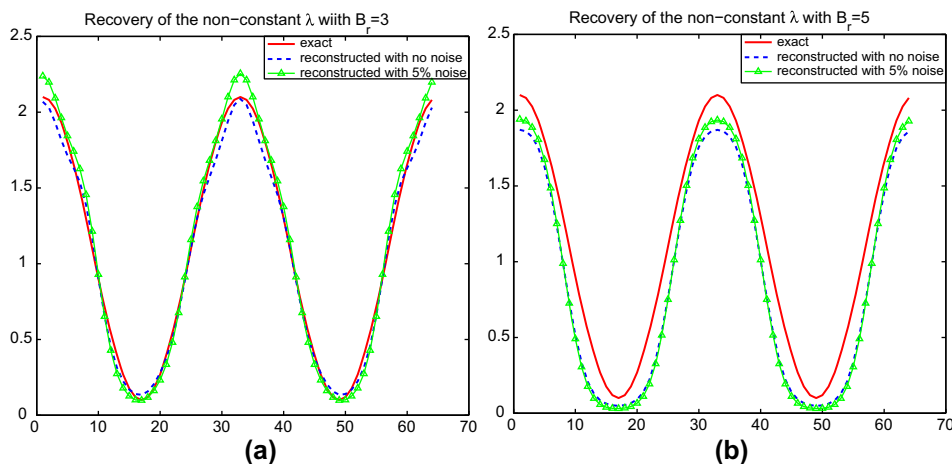 Recovery of the non-constant λ wiith B_r=3
exact
reconstructed with no noise
reconstructed with 5% noise
2.5
2
1.5
1
0.5
0
0 10 20 30 40 50 60 70
(a)
Recovery of the non-constant λ with B_r=5
exact
reconstructed with no noise
reconstructed with 5% noise
2.5
2
1.5
1
0.5
0
0 10 20 30 40 50 60 70
(b)